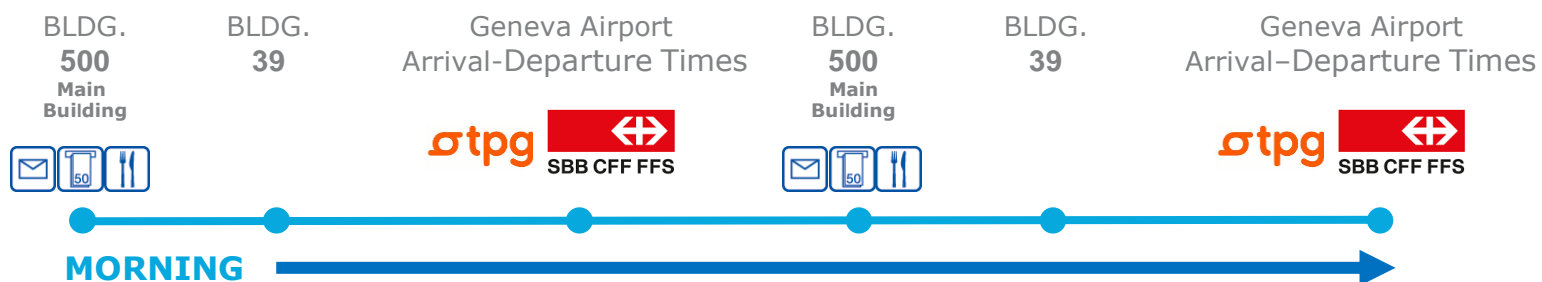 BLDG.
500
Main
Building
50
BLDG.
39
Geneva Airport
Arrival-Departure Times
tpg
SBB CFF FFS
BLDG.
500
Main
Building
50
BLDG.
39
Geneva Airport
Arrival–Departure Times
tpg
SBB CFF FFS
MORNING